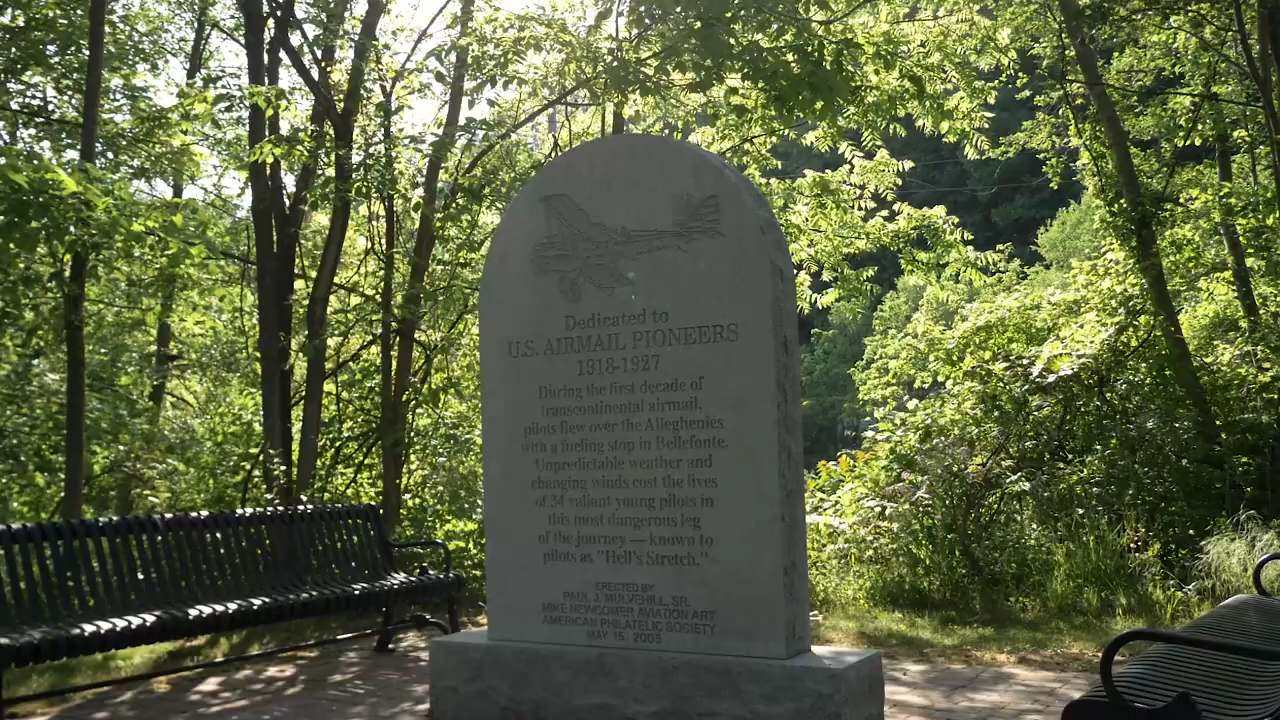 Dedicated to
U.S. AIRMAIL PIONEERS
1918-1927
During the first decade of
transcontinental airmail,
pilots flew over the Alleghenies
with a fueling stop in Bellefonte.
Unpredictable weather and
changing winds cost the lives
of 34 valiant young pilots in
this most dangerous leg
of the journey — known to
pilots as "Hell's Stretch."
ERECTED BY
PAUL J. MULVEHILL, SR.
MIKE NEWCOMER AVIATION ART
AMERICAN PHILATELIC SOCIETY
MAY 15, 2005